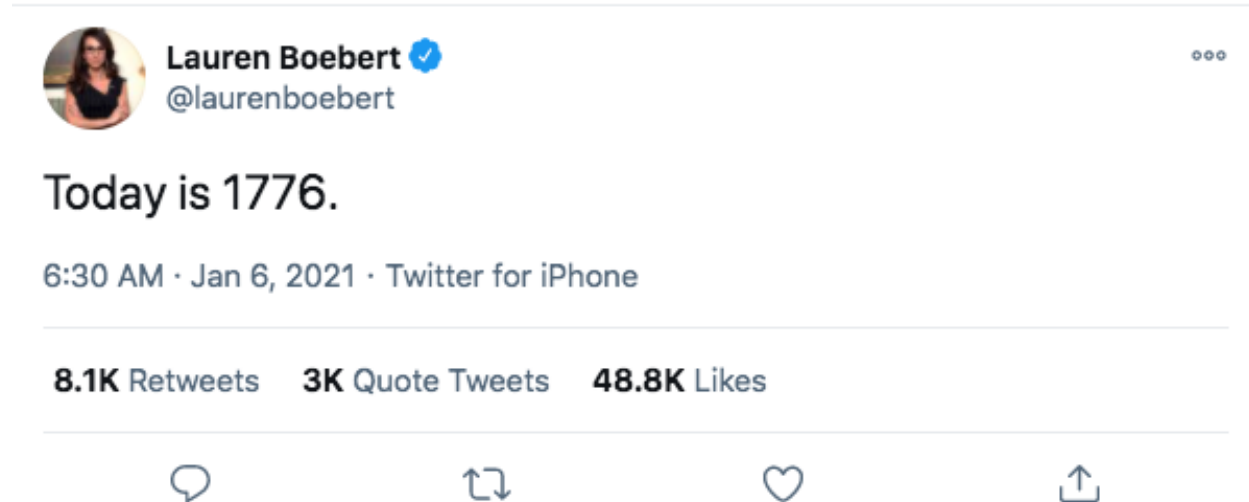 Lauren Boebert
@laurenboebert
Today is 1776.
6:30 AM · Jan 6, 2021 · Twitter for iPhone
8.1K Retweets 3K Quote Tweets 48.8K Likes